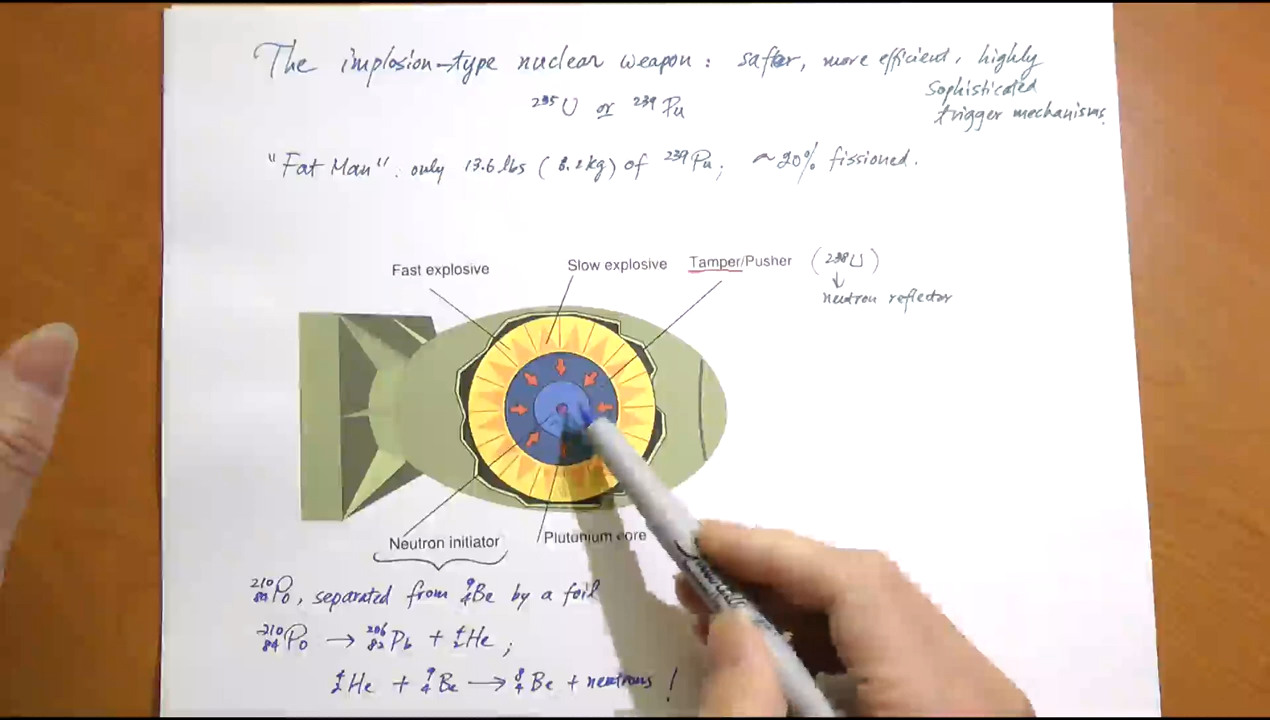 The implosion-type nuclear weapon: safter, more efficient, highly
sophisticated
trigger mechanisms.
²³⁵U or ²³⁹Pu
"Fat Man": only 13.6 lbs (6.2 kg) of ²³⁹Pu; ~20% fissioned.
Fast explosive
Slow explosive
Tamper/Pusher (²³⁸U)
↓
neutron reflector
Neutron initiator
Plutonium core
²¹⁰₈₄Po, separated from ⁹₄Be by a foil
²¹⁰₈₄Po → ²⁰⁶₈₂Pb + ⁴₂He;
⁴₂He + ⁹₄Be → ⁸₄Be + neutrons!